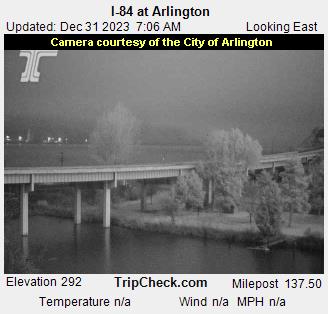 I-84 at Arlington
Updated: Dec 31 2023 7:06 AM Looking East
Camera courtesy of the City of Arlington
Elevation 292 TripCheck.com Milepost 137.50
Temperature n/a Wind n/a MPH n/a